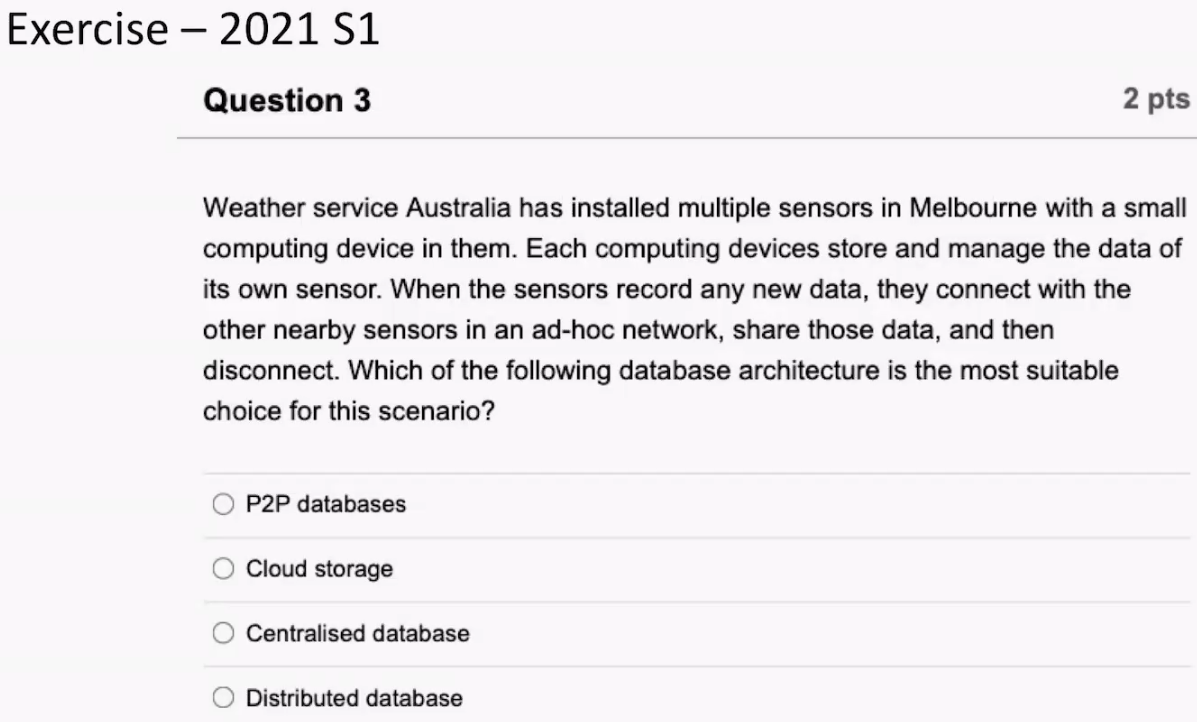 Exercise – 2021 S1
Question 3
2 pts
Weather service Australia has installed multiple sensors in Melbourne with a small
computing device in them. Each computing devices store and manage the data of
its own sensor. When the sensors record any new data, they connect with the
other nearby sensors in an ad-hoc network, share those data, and then
disconnect. Which of the following database architecture is the most suitable
choice for this scenario?
P2P databases
Cloud storage
Centralised database
Distributed database